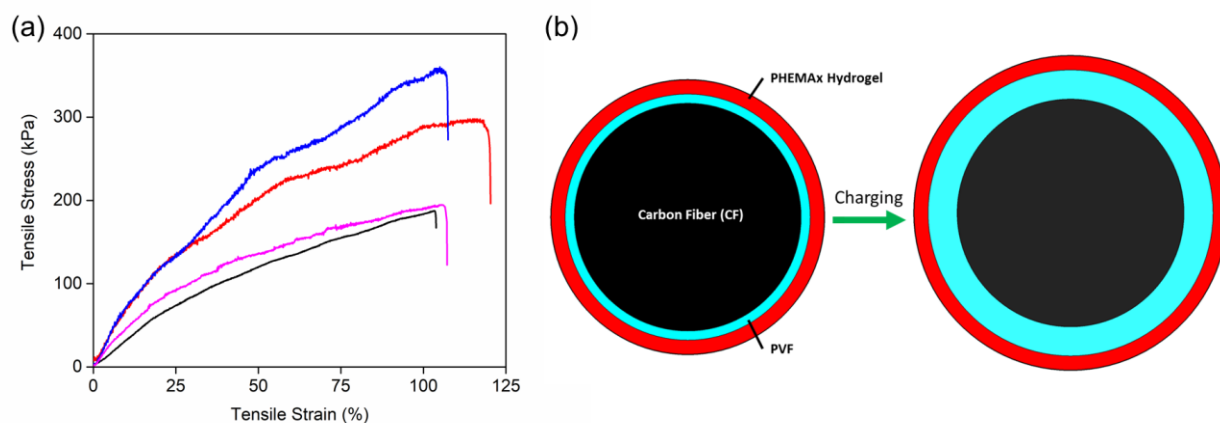 (a)
400
300
200
100
0
Tensile Stress (kPa)
0 25 50 75 100 125
Tensile Strain (%)
(b)
PHEMAx Hydrogel
Carbon Fiber (CF)
PVF
Charging